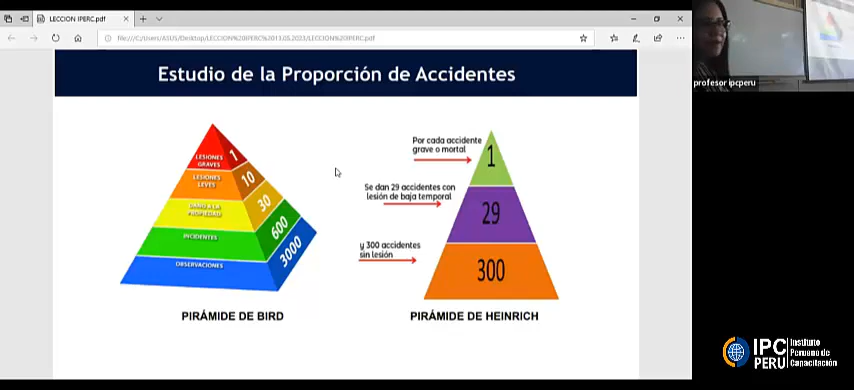 LECCION IPERC.pdf
file:///C:/Users/ASUS/Desktop/LECCION%20IPERC%2013.05.2023/LECCION%20IPERC.pdf
Estudio de la Proporción de Accidentes
LESIONES
GRAVES
1
LESIONES
LEVES
10
DAÑO A LA
PROPIEDAD
30
INCIDENTES
600
OBSERVACIONES
3000
PIRÁMIDE DE BIRD
Por cada accidente
grave o mortal
1
Se dan 29 accidentes con
lesión de baja temporal
29
y 300 accidentes
sin lesión
300
PIRÁMIDE DE HEINRICH
profesor ipcperu
IPC
PERU
Instituto
Peruano de
Capacitación